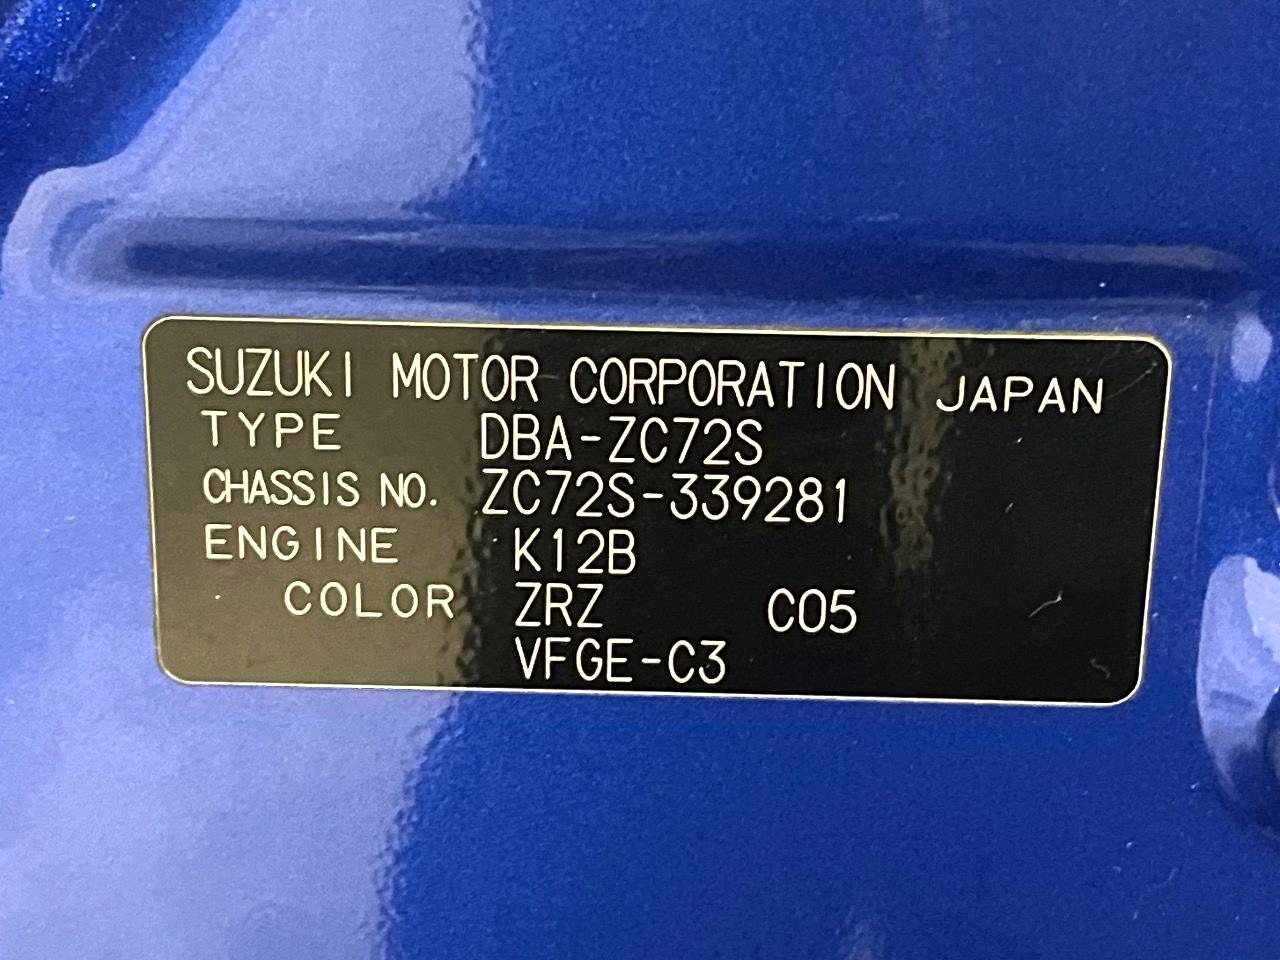 SUZUKI MOTOR CORPORATION JAPAN
TYPE DBA-ZC72S
CHASSIS NO. ZC72S-339281
ENGINE K12B
COLOR ZRZ C05
VFGE-C3